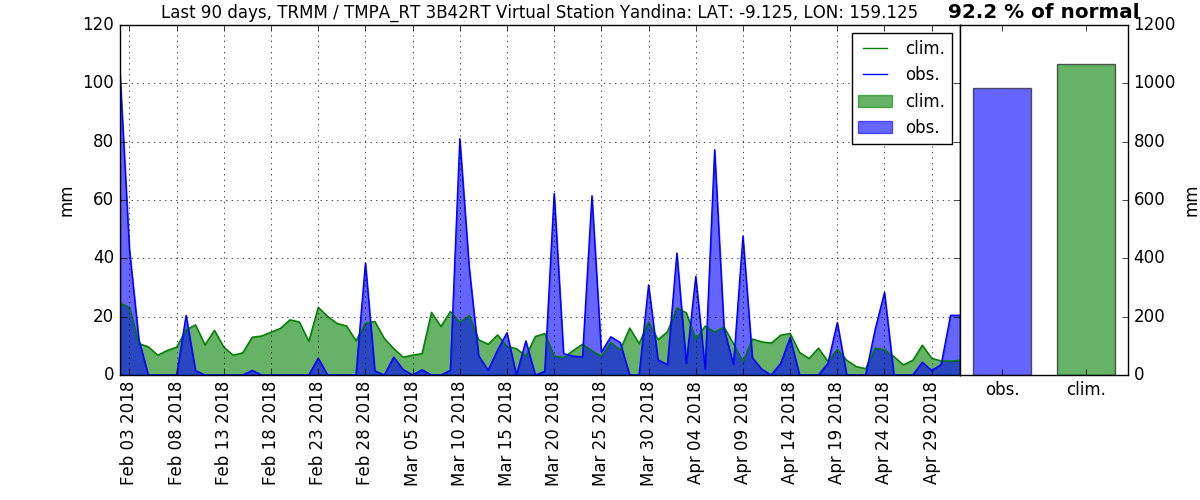 Last 90 days, TRMM / TMPA_RT 3B42RT Virtual Station Yandina: LAT: -9.125, LON: 159.125
92.2 % of normal
120
100
80
60
40
20
0
mm
clim.
obs.
clim.
obs.
1200
1000
800
600
400
200
0
mm
Feb 03 2018
Feb 08 2018
Feb 13 2018
Feb 18 2018
Feb 23 2018
Feb 28 2018
Mar 05 2018
Mar 10 2018
Mar 15 2018
Mar 20 2018
Mar 25 2018
Mar 30 2018
Apr 04 2018
Apr 09 2018
Apr 14 2018
Apr 19 2018
Apr 24 2018
Apr 29 2018
obs.
clim.